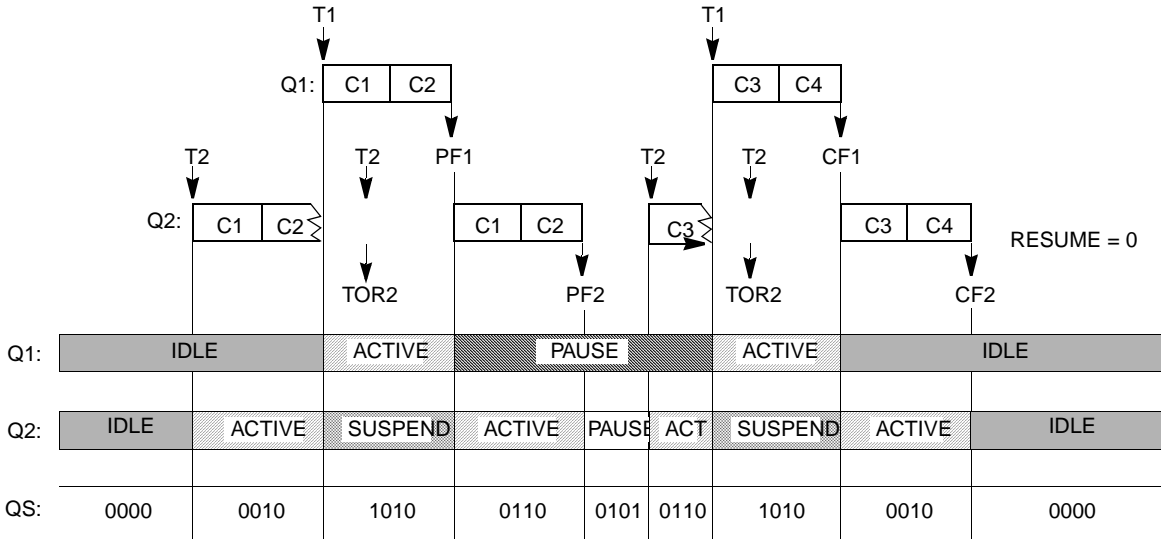 T1 T1
Q1: C1 C2 C3 C4
T2 T2 PF1 T2 T2 CF1
Q2: C1 C2 C1 C2 C3 C3 C4
RESUME = 0
TOR2 PF2 TOR2 CF2
Q1: IDLE ACTIVE PAUSE ACTIVE IDLE
Q2: IDLE ACTIVE SUSPEND ACTIVE PAUSE ACT SUSPEND ACTIVE IDLE
QS: 0000 0010 1010 0110 0101 0110 1010 0010 0000